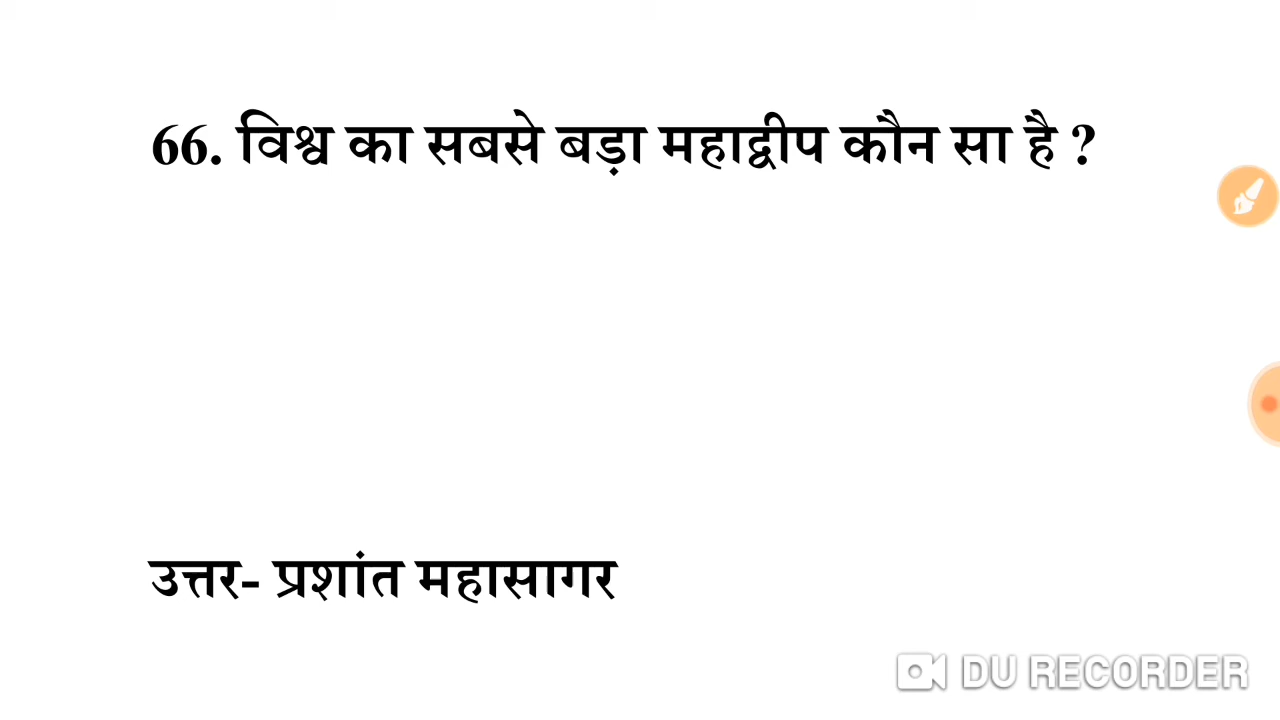 66. विश्व का सबसे बड़ा महाद्वीप कौन सा है ?
उत्तर- प्रशांत महासागर
DU RECORDER